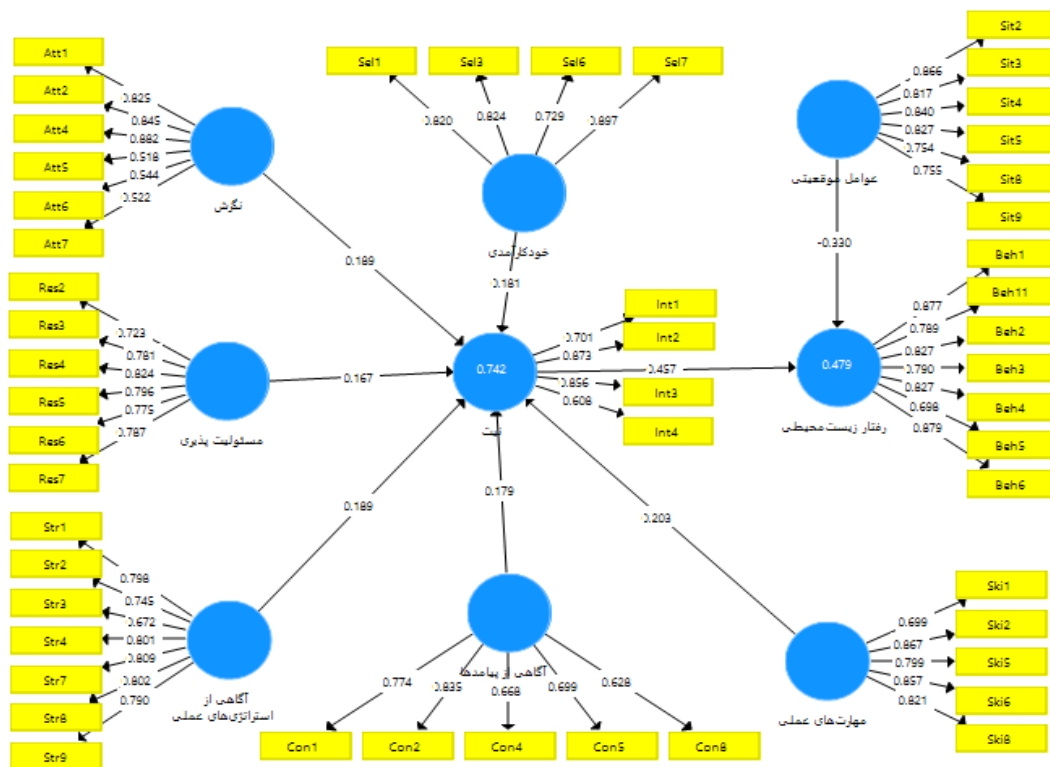 Att1
Att2
Att4
Att5
Att6
Att7
0.825
0.845
0.882
0.518
0.544
0.522
نگرش
0.189
Sel1
Sel3
Sel6
Sel7
0.820
0.824
0.729
0.897
خودکارآمدی
0.181
Sit2
Sit3
Sit4
Sit5
Sit8
Sit9
0.866
0.817
0.840
0.827
0.754
0.755
عوامل موقعیتی
-0.330
Res2
Res3
Res4
Res5
Res6
Res7
0.723
0.781
0.824
0.796
0.775
0.787
مسئولیت پذیری
0.167
Int1
Int2
Int3
Int4
0.701
0.873
0.856
0.608
0.742
نیت
0.457
Beh1
Beh11
Beh2
Beh3
Beh4
Beh5
Beh6
0.877
0.789
0.827
0.790
0.827
0.698
0.879
0.479
رفتار زیست‌محیطی
Str1
Str2
Str3
Str4
Str7
Str8
Str9
0.798
0.745
0.672
0.801
0.809
0.802
0.790
آگاهی از
استراتژی‌های عملی
0.189
0.179
آگاهی از پیامدها
0.774
0.835
0.668
0.699
0.628
Con1
Con2
Con4
Con5
Con8
0.203
Ski1
Ski2
Ski5
Ski6
Ski8
0.699
0.867
0.799
0.857
0.821
مهارت‌های عملی